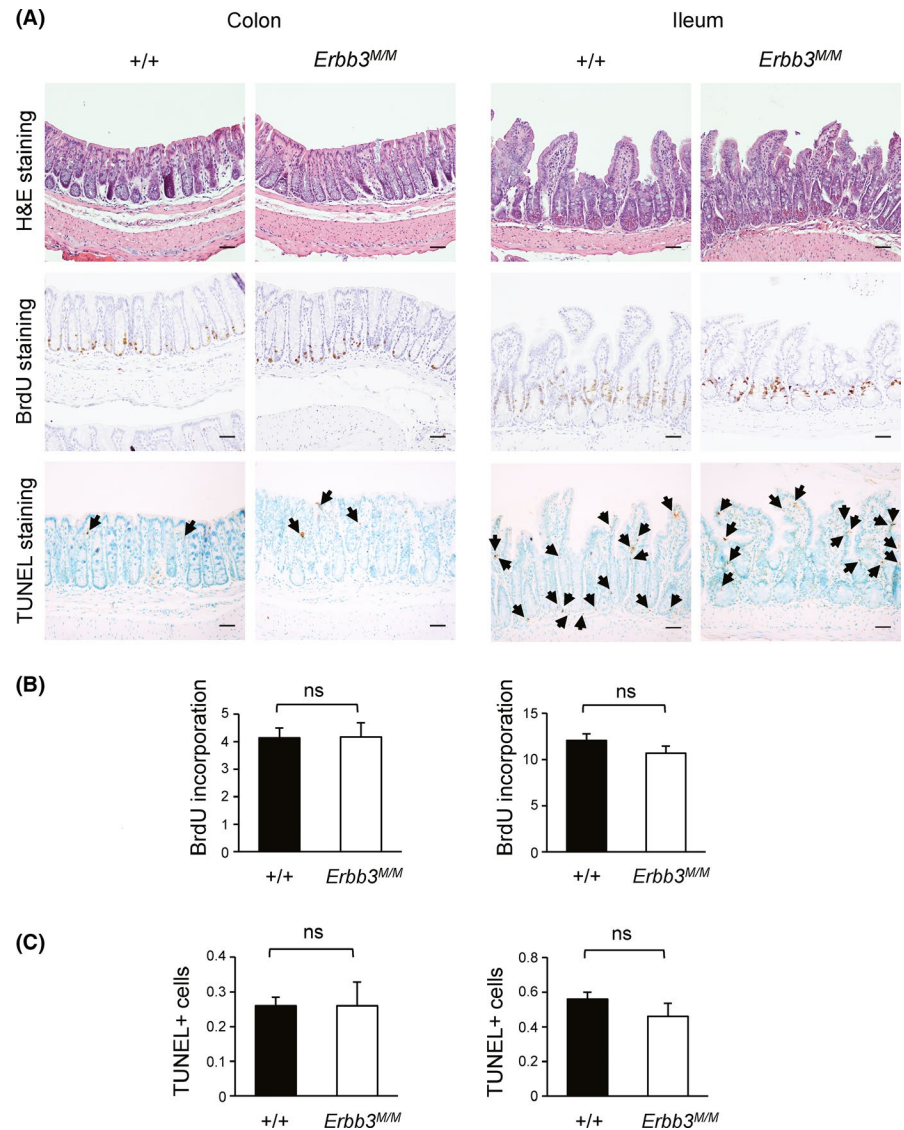 (A)
Colon
Ileum
+/+
Erbb3M/M
+/+
Erbb3M/M
H&E staining
BrdU staining
TUNEL staining
(B)
BrdU incorporation
5
4
3
2
1
0
ns
+/+
Erbb3M/M
BrdU incorporation
15
10
5
0
ns
+/+
Erbb3M/M
(C)
TUNEL+ cells
0.4
0.3
0.2
0.1
0
ns
+/+
Erbb3M/M
TUNEL+ cells
0.8
0.6
0.4
0.2
0
ns
+/+
Erbb3M/M